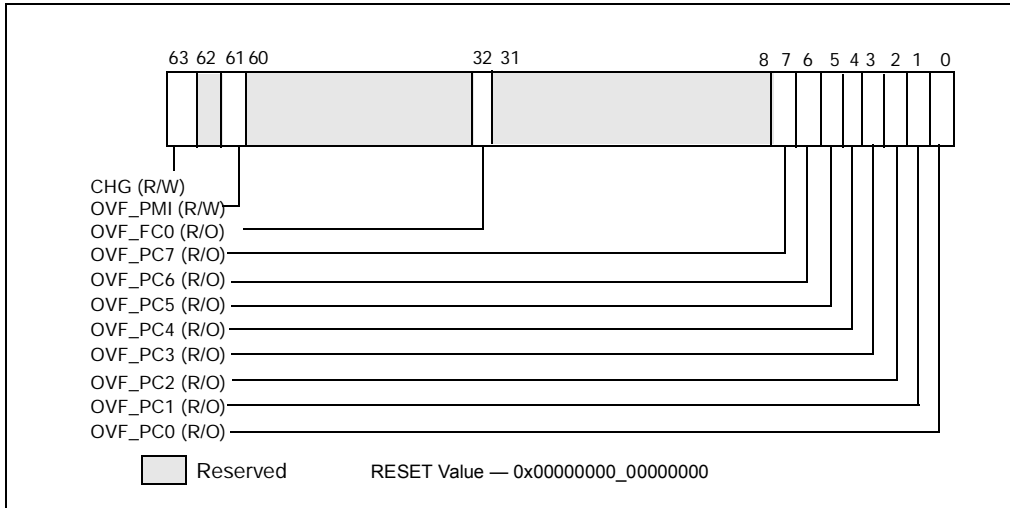 63 62 61 60 32 31 8 7 6 5 4 3 2 1 0
CHG (R/W)
OVF_PMI (R/W)
OVF_FC0 (R/O)
OVF_PC7 (R/O)
OVF_PC6 (R/O)
OVF_PC5 (R/O)
OVF_PC4 (R/O)
OVF_PC3 (R/O)
OVF_PC2 (R/O)
OVF_PC1 (R/O)
OVF_PC0 (R/O)
Reserved RESET Value — 0x00000000_00000000